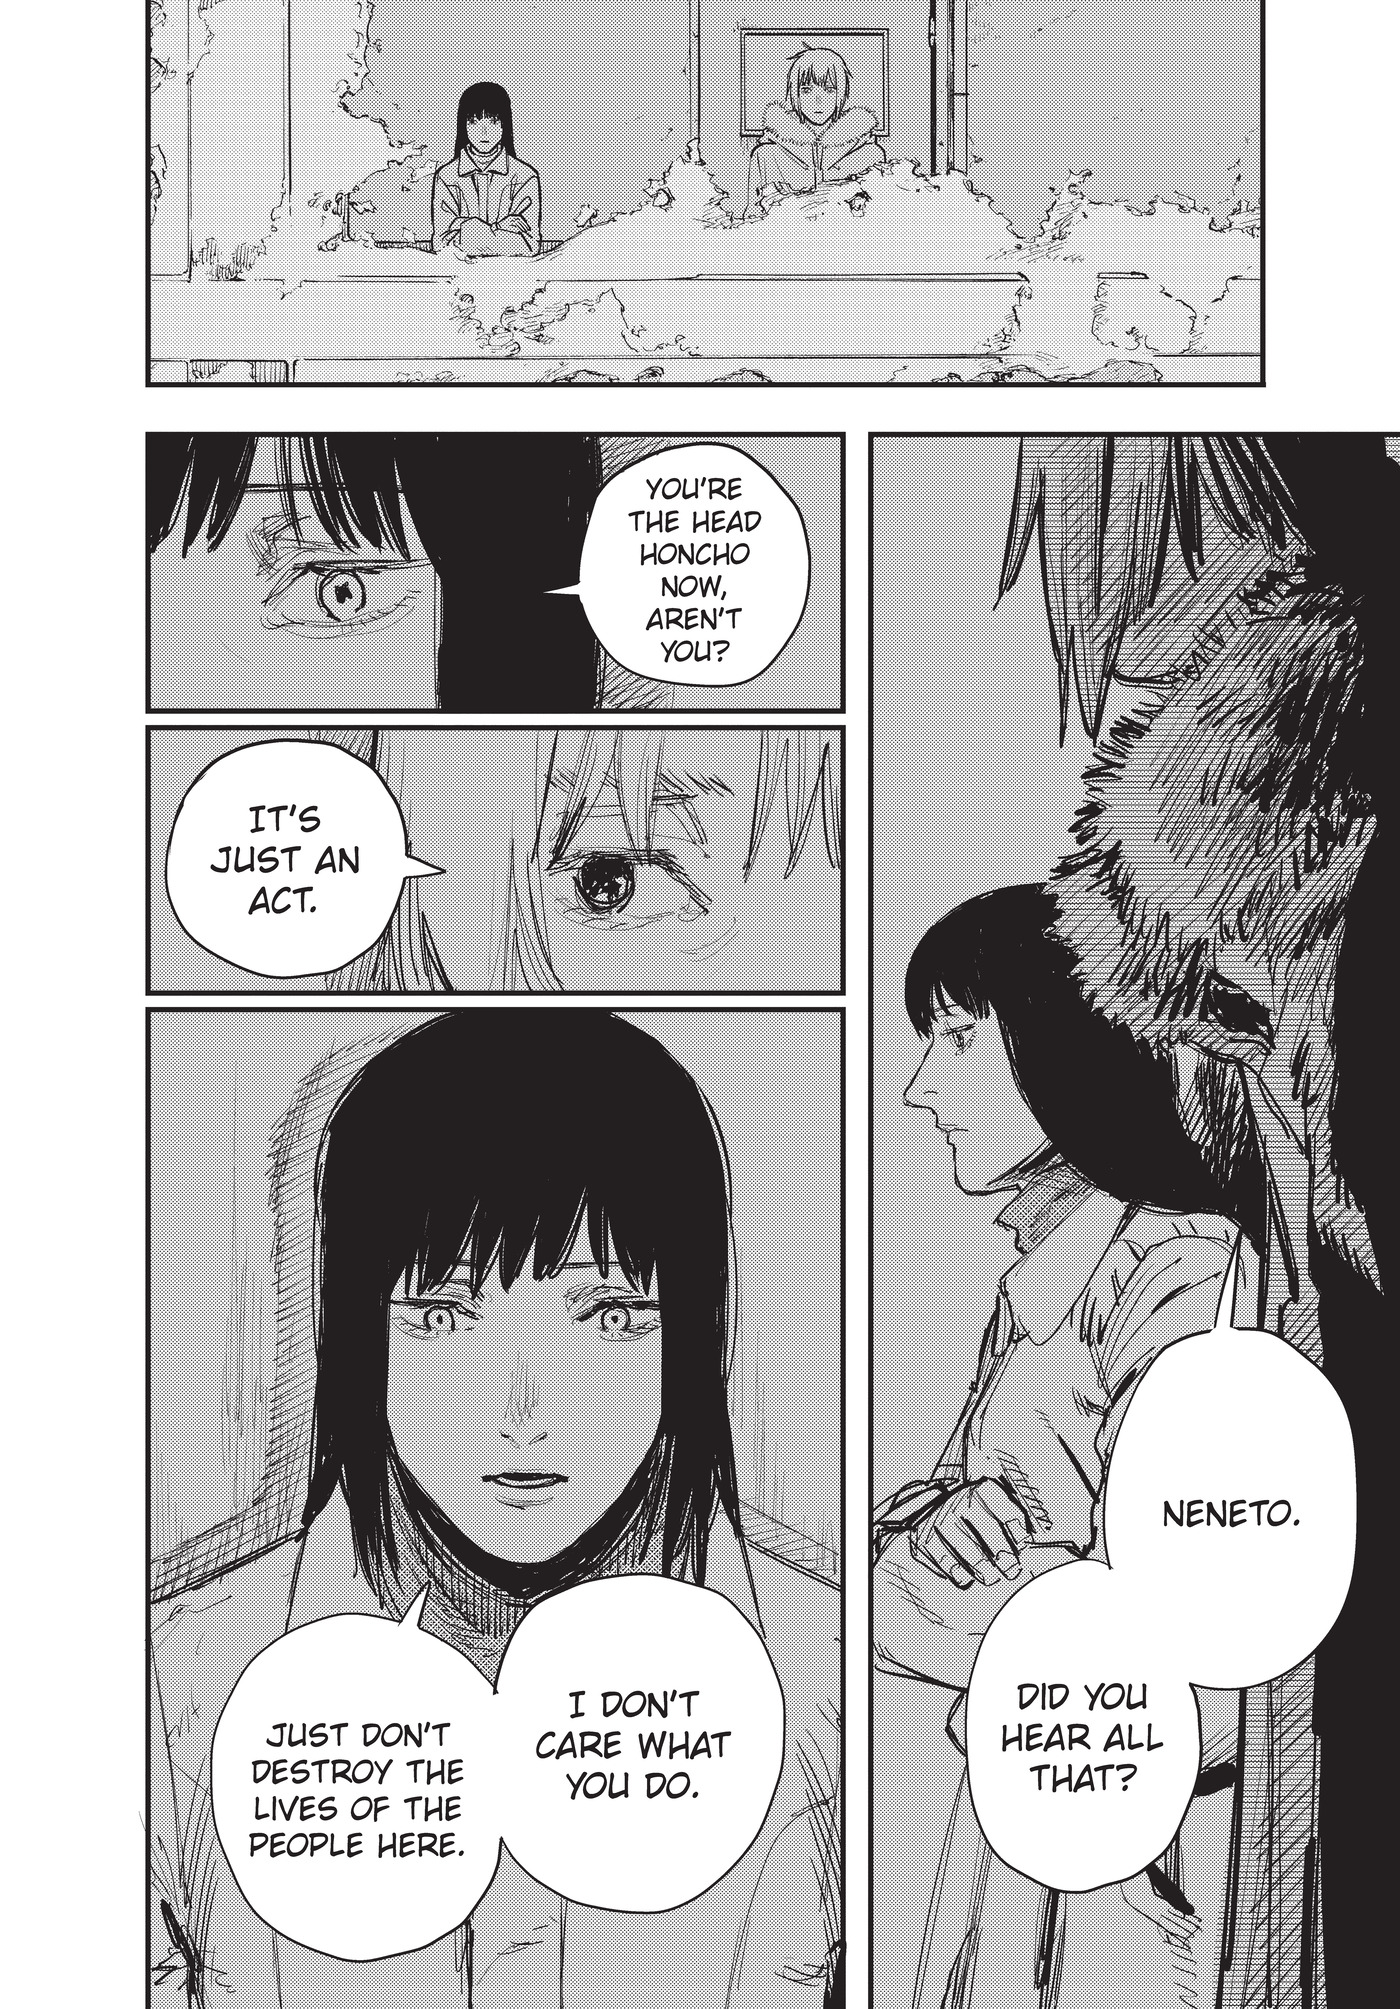 NENETO.
DID YOU
HEAR ALL
THAT?
YOU'RE
THE HEAD
HONCHO
NOW,
AREN'T
YOU?
IT'S
JUST AN
ACT.
I DON'T
CARE WHAT
YOU DO.
JUST DON'T
DESTROY THE
LIVES OF THE
PEOPLE HERE.